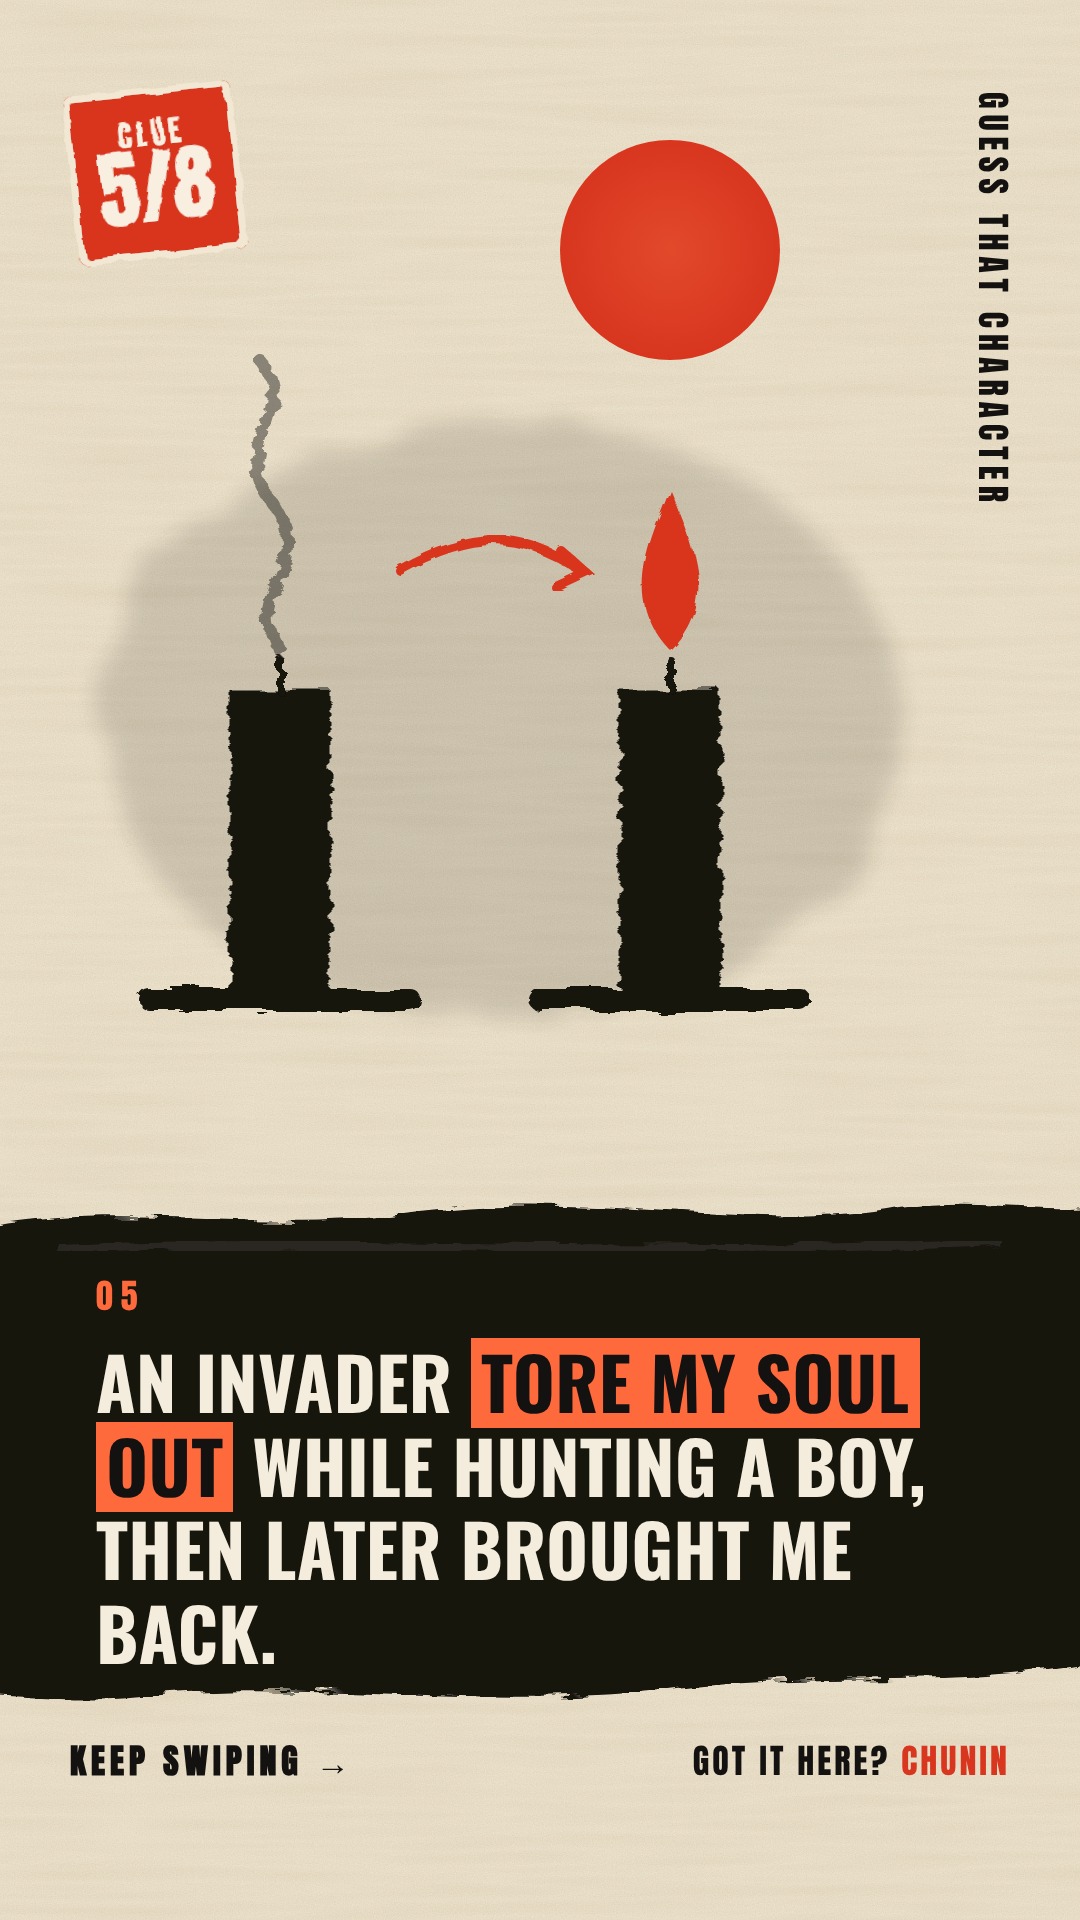 CLUE
5/8
GUESS THAT CHARACTER
05
AN INVADER TORE MY SOUL
OUT WHILE HUNTING A BOY,
THEN LATER BROUGHT ME
BACK.
KEEP SWIPING →
GOT IT HERE? CHUNIN